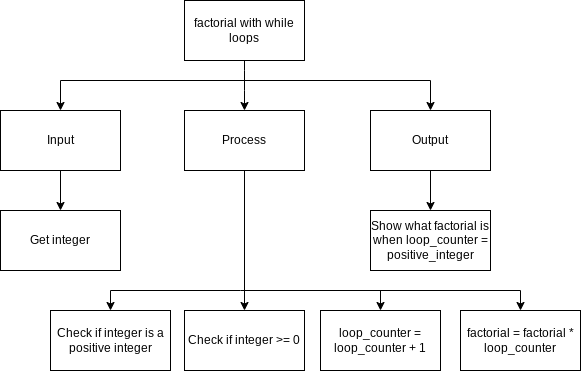 factorial with while
loops
Input
Process
Output
Get integer
Show what factorial is
when loop_counter =
positive_integer
Check if integer is a
positive integer
Check if integer >= 0
loop_counter =
loop_counter + 1
factorial = factorial *
loop_counter